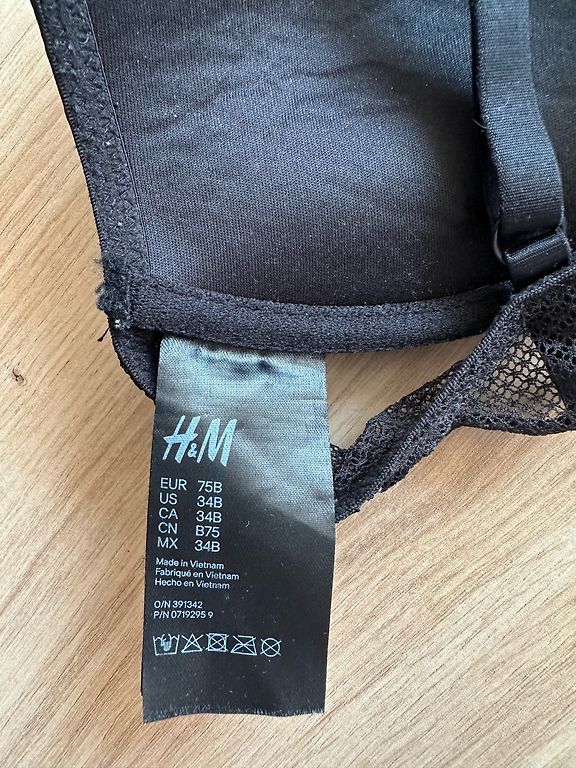 H&M
EUR 75B
US 34B
CA 34B
CN B75
MX 34B
Made in Vietnam
Fabriqué en Vietnam
Hecho en Vietnam
O/N 391342
P/N 0719295 9